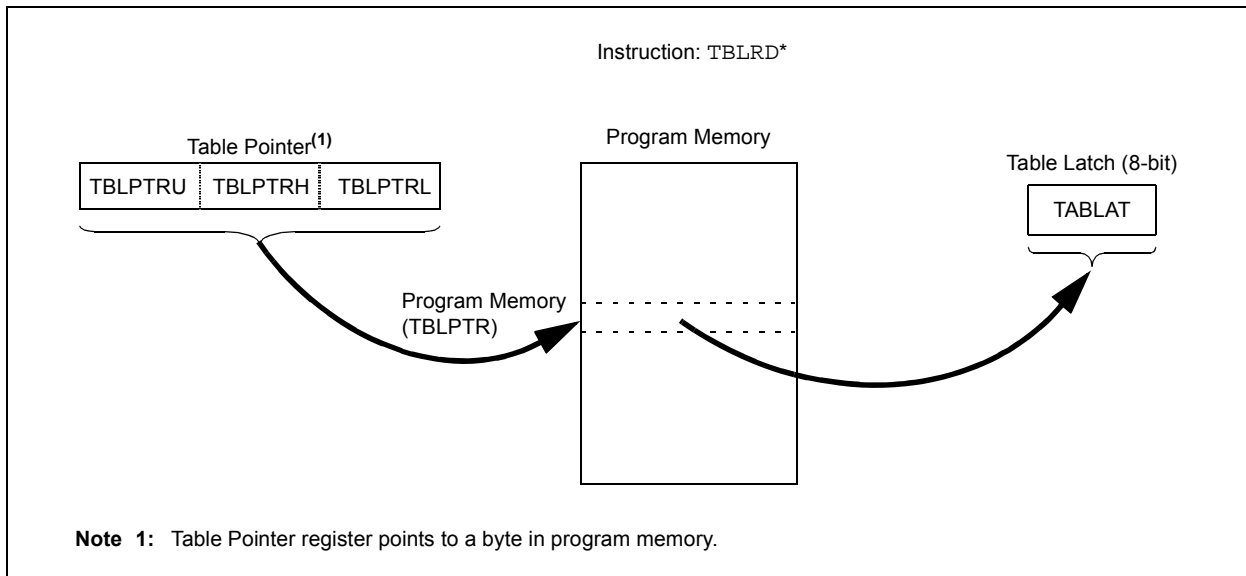 Instruction: TBLRD*
Table Pointer(1)
TBLPTRU TBLPTRH TBLPTRL
Program Memory
Table Latch (8-bit)
TABLAT
Program Memory
(TBLPTR)
Note 1: Table Pointer register points to a byte in program memory.